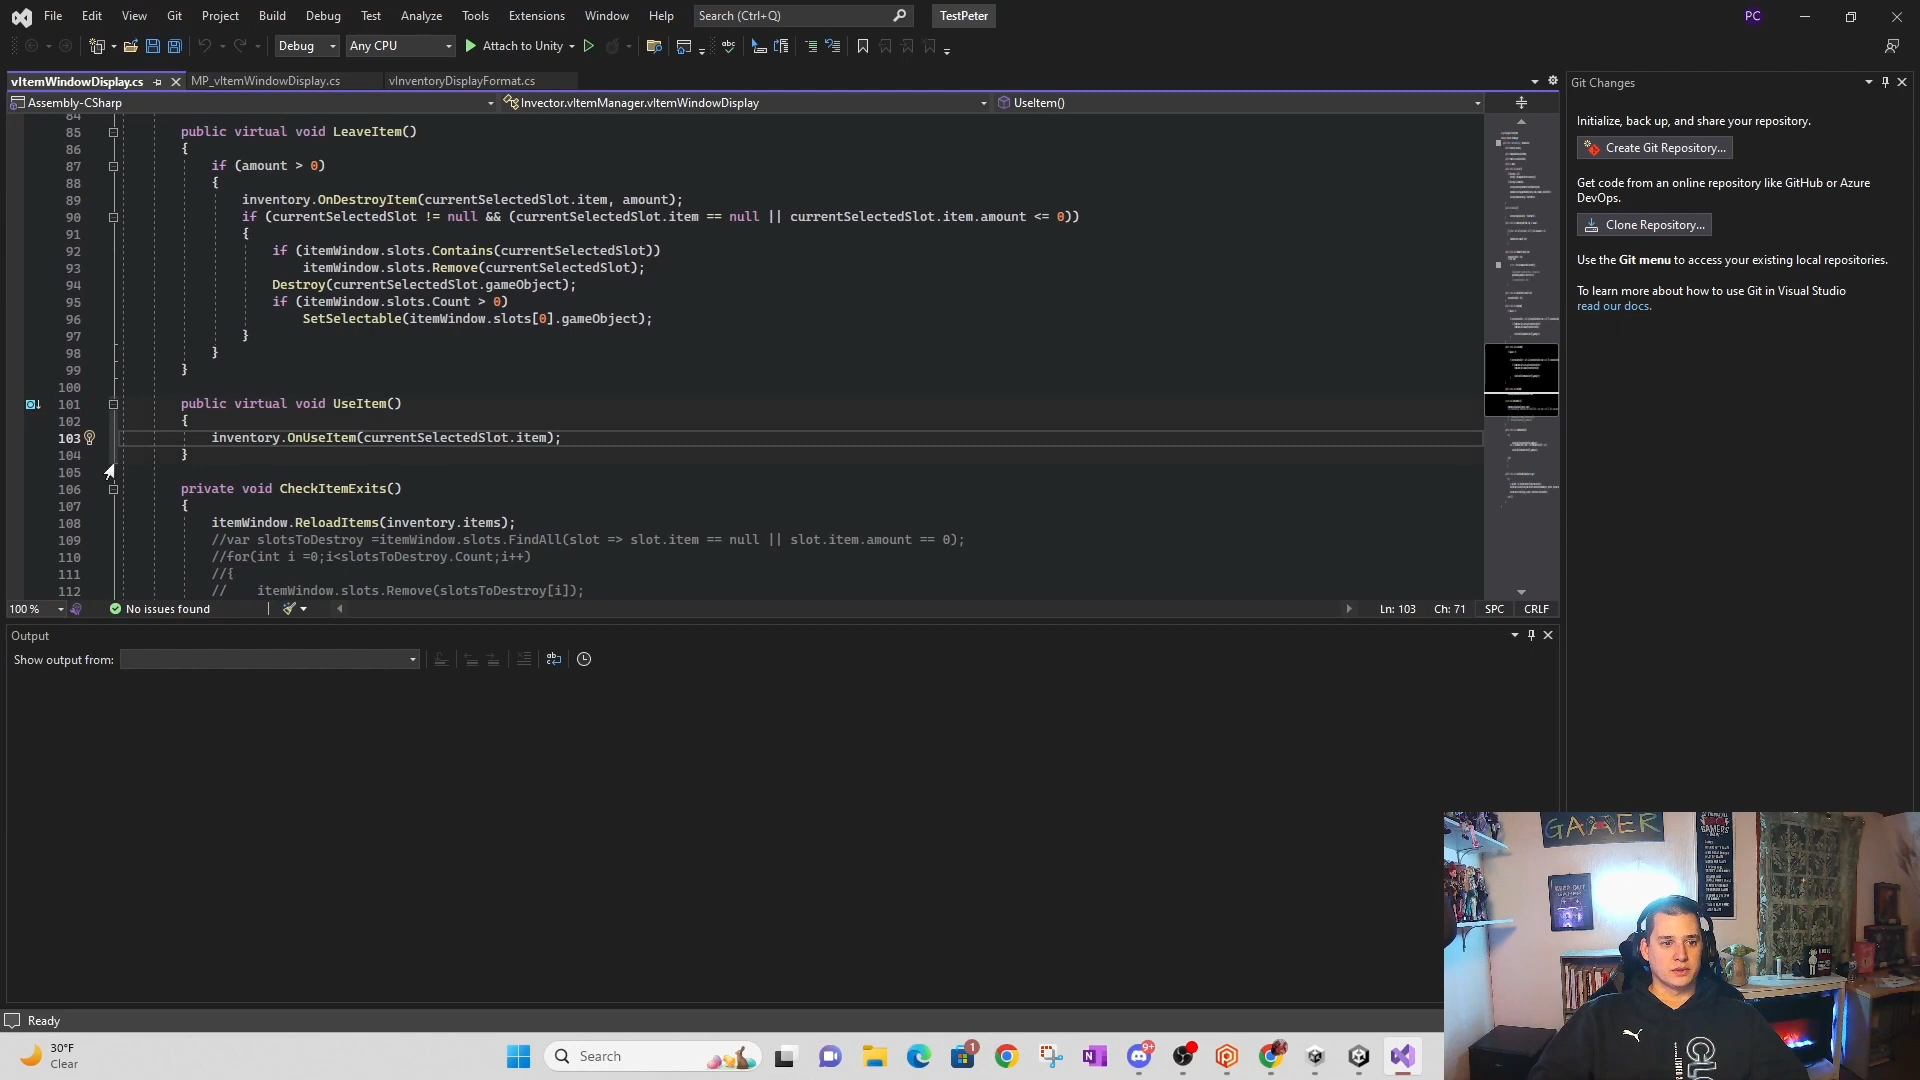 File Edit View Git Project Build Debug Test Analyze Tools Extensions Window Help Search (Ctrl+Q) TestPeter PC
Debug Any CPU Attach to Unity
vItemWindowDisplay.cs MP_vItemWindowDisplay.cs vInventoryDisplayFormat.cs
Assembly-CSharp Invector.vItemManager.vItemWindowDisplay UseItem()
84
85 public virtual void LeaveItem()
86 {
87 if (amount > 0)
88 {
89 inventory.OnDestroyItem(currentSelectedSlot.item, amount);
90 if (currentSelectedSlot != null && (currentSelectedSlot.item == null || currentSelectedSlot.item.amount <= 0))
91 {
92 if (itemWindow.slots.Contains(currentSelectedSlot))
93 itemWindow.slots.Remove(currentSelectedSlot);
94 Destroy(currentSelectedSlot.gameObject);
95 if (itemWindow.slots.Count > 0)
96 SetSelectable(itemWindow.slots[0].gameObject);
97 }
98 }
99 }
100
101 public virtual void UseItem()
102 {
103 inventory.OnUseItem(currentSelectedSlot.item);
104 }
105
106 private void CheckItemExits()
107 {
108 itemWindow.ReloadItems(inventory.items);
109 //var slotsToDestroy =itemWindow.slots.FindAll(slot => slot.item == null || slot.item.amount == 0);
110 //for(int i =0;i<slotsToDestroy.Count;i++)
111 //{
112 // itemWindow.slots.Remove(slotsToDestroy[i]);
100 % No issues found Ln: 103 Ch: 71 SPC CRLF
Git Changes
Initialize, back up, and share your repository.
Create Git Repository...
Get code from an online repository like GitHub or Azure
DevOps.
Clone Repository...
Use the Git menu to access your existing local repositories.
To learn more about how to use Git in Visual Studio
read our docs.
Output
Show output from:
GAMER
KEEP OUT
GAMER
Ready
30°F
Clear
Search
1
9+